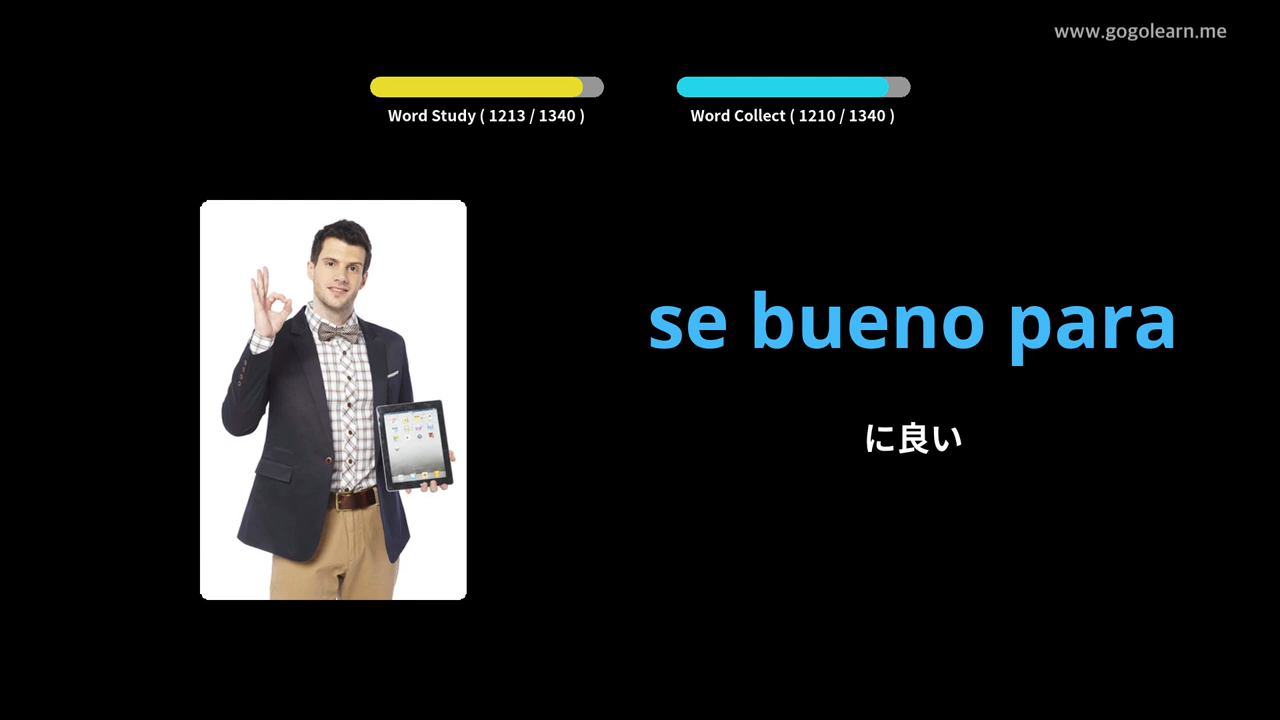 www.gogolearn.me
Word Study ( 1213 / 1340 )
Word Collect ( 1210 / 1340 )
se bueno para
に良い